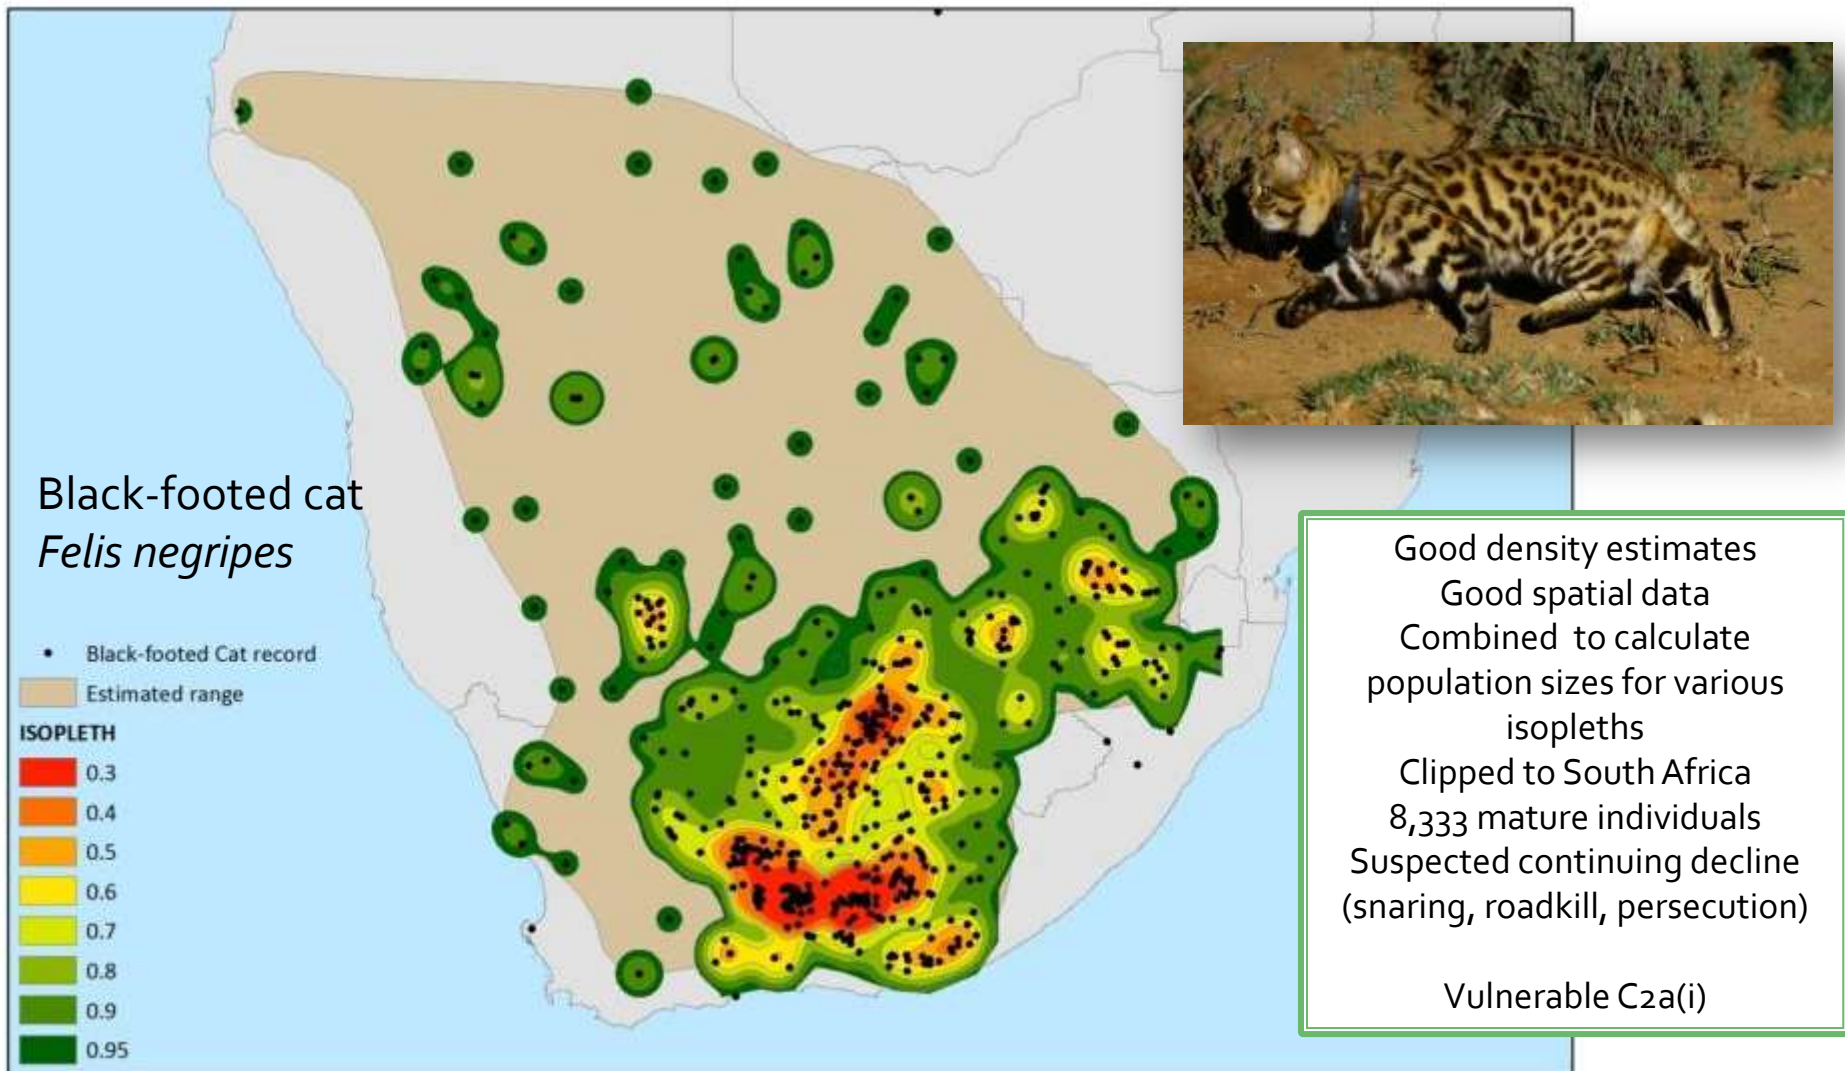 Black-footed cat
Felis negripes
Black-footed Cat record
Estimated range
ISOPLETH
0.3
0.4
0.5
0.6
0.7
0.8
0.9
0.95
Good density estimates
Good spatial data
Combined to calculate
population sizes for various
isopleths
Clipped to South Africa
8,333 mature individuals
Suspected continuing decline
(snaring, roadkill, persecution)
Vulnerable C2a(i)